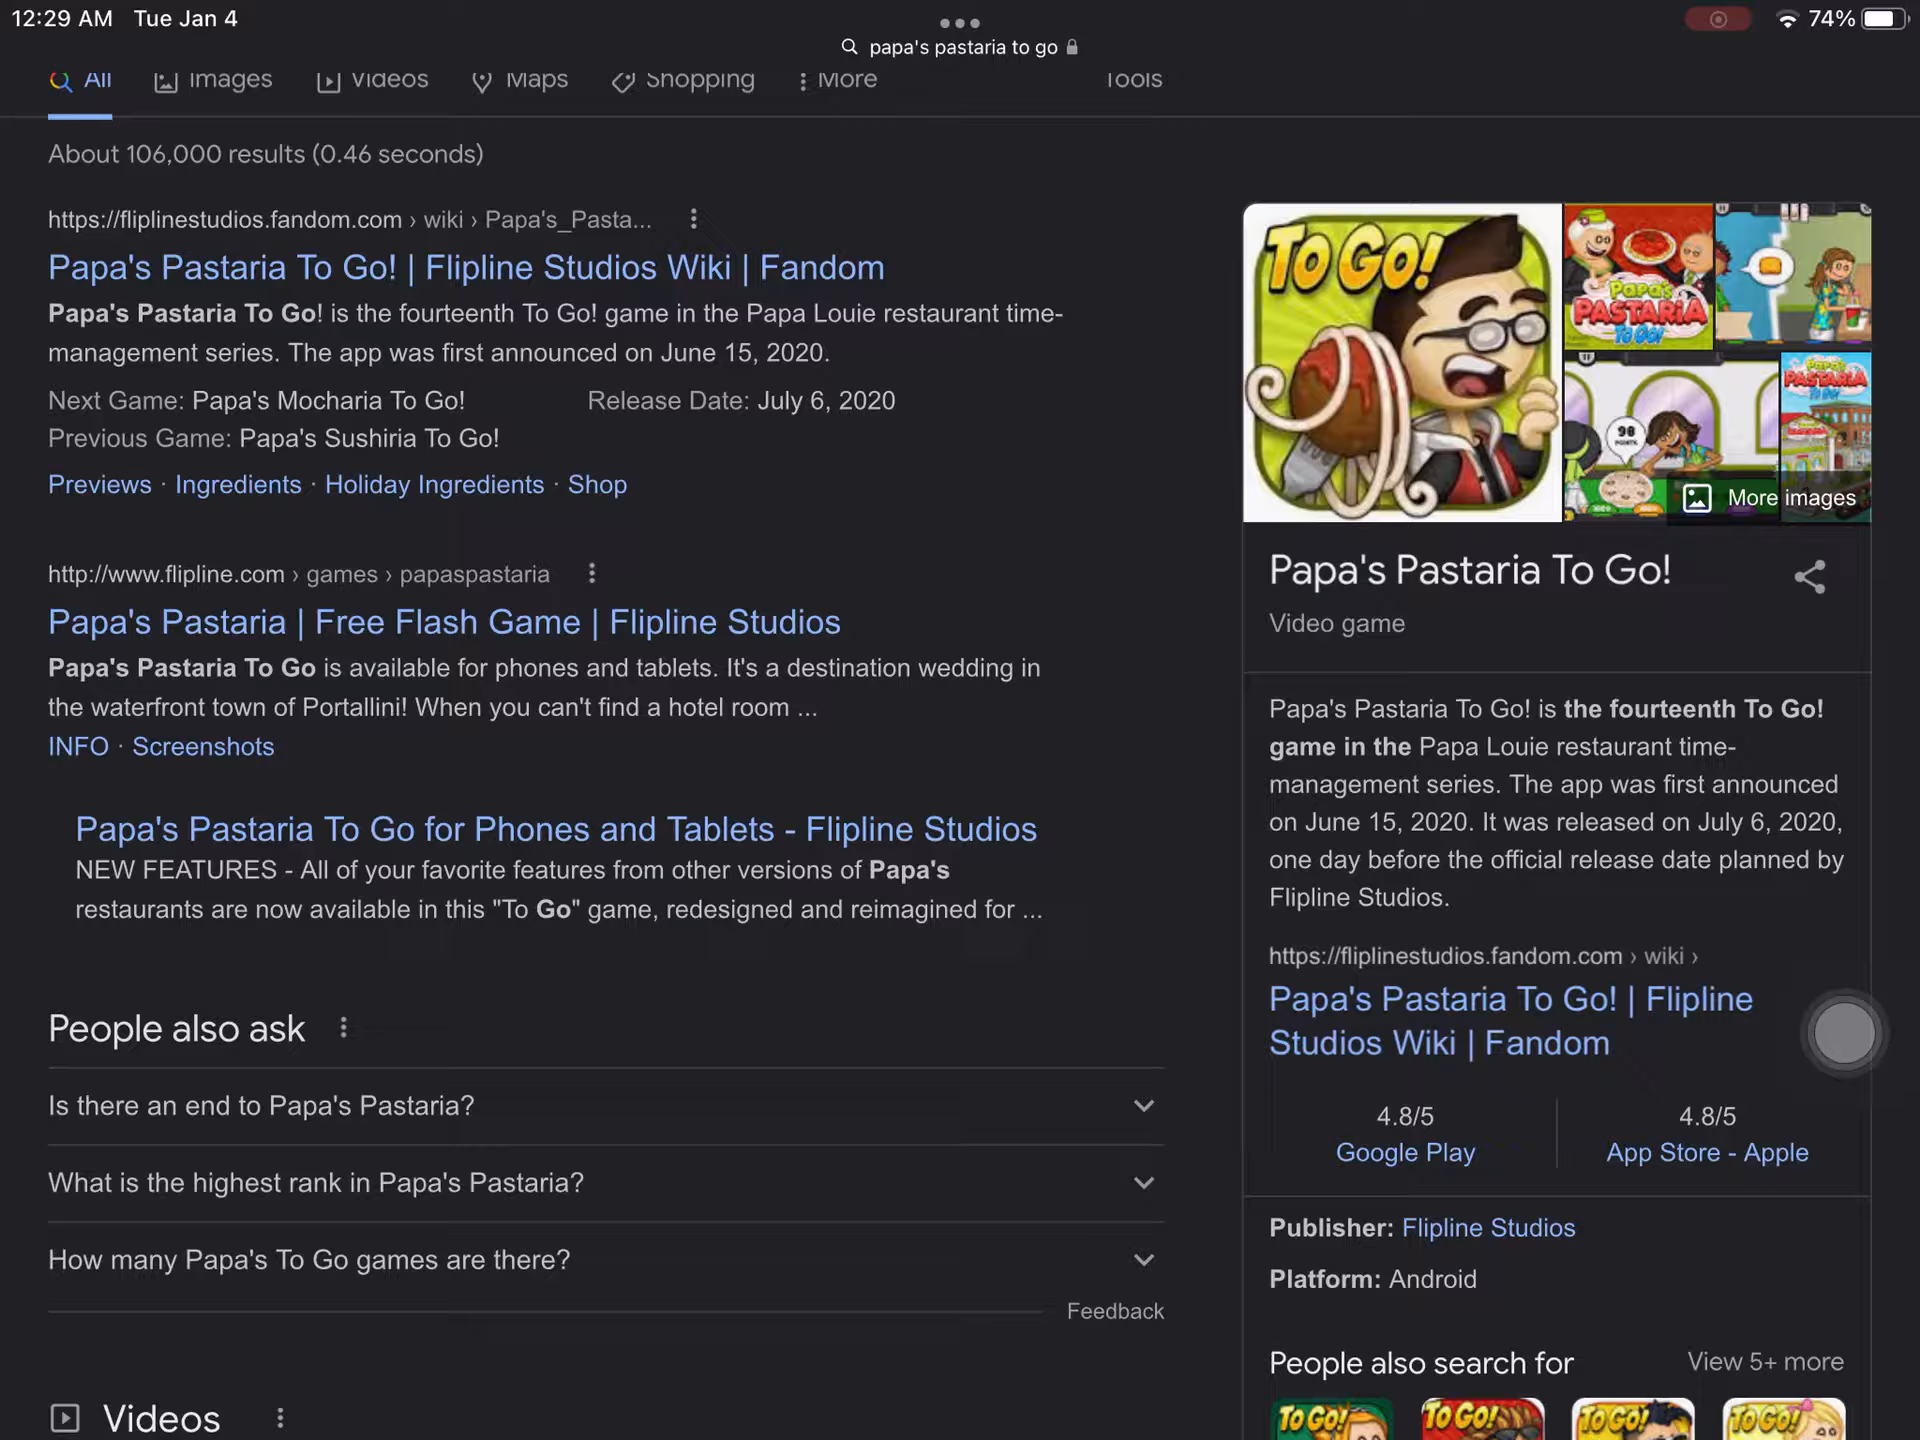 12:29 AM Tue Jan 4
74%
papa's pastaria to go
All Images Videos Maps Shopping More Tools
About 106,000 results (0.46 seconds)
https://fliplinestudios.fandom.com › wiki › Papa's_Pasta...
Papa's Pastaria To Go! | Flipline Studios Wiki | Fandom
Papa's Pastaria To Go! is the fourteenth To Go! game in the Papa Louie restaurant time-
management series. The app was first announced on June 15, 2020.
Next Game: Papa's Mocharia To Go! Release Date: July 6, 2020
Previous Game: Papa's Sushiria To Go!
Previews · Ingredients · Holiday Ingredients · Shop
http://www.flipline.com › games › papaspastaria
Papa's Pastaria | Free Flash Game | Flipline Studios
Papa's Pastaria To Go is available for phones and tablets. It's a destination wedding in
the waterfront town of Portallini! When you can't find a hotel room ...
INFO · Screenshots
Papa's Pastaria To Go for Phones and Tablets - Flipline Studios
NEW FEATURES - All of your favorite features from other versions of Papa's
restaurants are now available in this "To Go" game, redesigned and reimagined for ...
People also ask
Is there an end to Papa's Pastaria?
What is the highest rank in Papa's Pastaria?
How many Papa's To Go games are there?
Feedback
Videos
TO GO!
Papa's
PASTARIA
TO GO!
98
POINTS
Papa's
PASTARIA
TO GO!
More images
Papa's Pastaria To Go!
Video game
Papa's Pastaria To Go! is the fourteenth To Go!
game in the Papa Louie restaurant time-
management series. The app was first announced
on June 15, 2020. It was released on July 6, 2020,
one day before the official release date planned by
Flipline Studios.
https://fliplinestudios.fandom.com › wiki ›
Papa's Pastaria To Go! | Flipline
Studios Wiki | Fandom
4.8/5 4.8/5
Google Play App Store - Apple
Publisher: Flipline Studios
Platform: Android
People also search for View 5+ more
TO GO! TO GO! TO GO! TO GO!